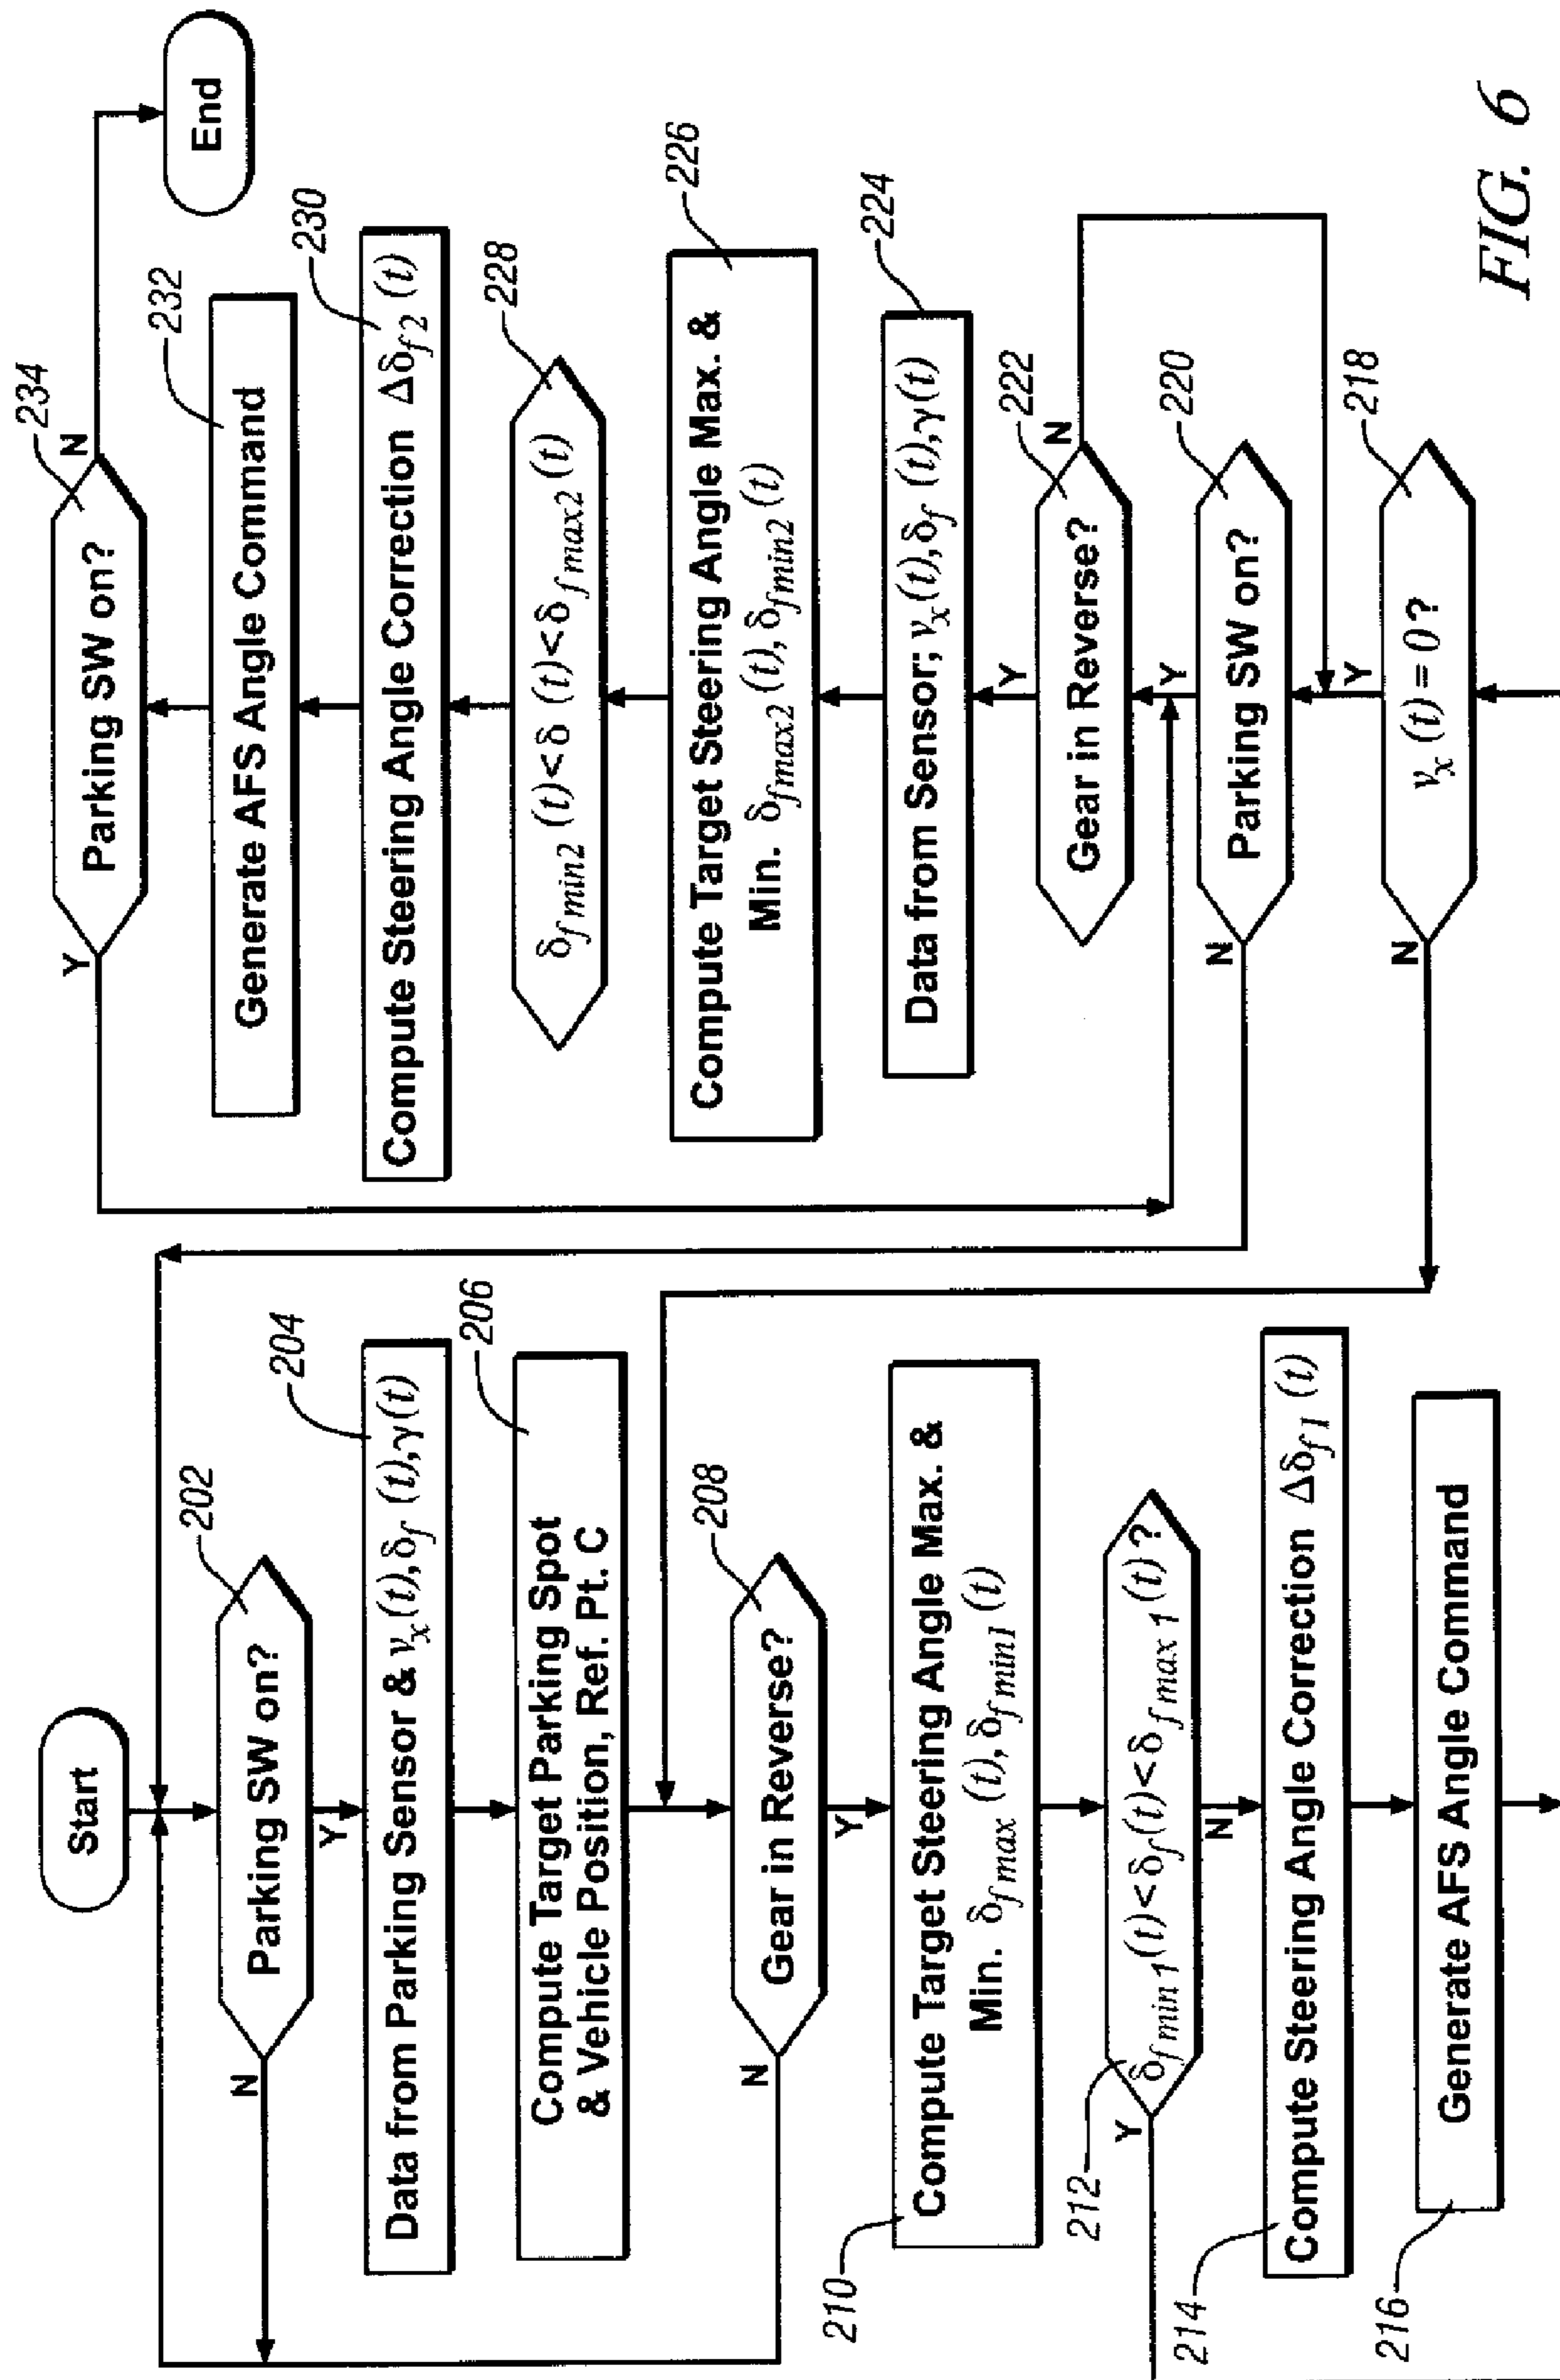 Start
202
Parking SW on?
N
Y
204
Data from Parking Sensor & vₓ(t), δ_f (t), γ(t)
206
Compute Target Parking Spot
& Vehicle Position, Ref. Pt. C
208
Gear in Reverse?
N
Y
210
Compute Target Steering Angle Max. &
Min. δ_fmax (t), δ_fmin1 (t)
212
δ_fmin1(t)<δ_f(t)<δ_fmax1(t)?
Y
N
214
Compute Steering Angle Correction Δδ_f1 (t)
216
Generate AFS Angle Command
234
Parking SW on?
Y
N
End
232
Generate AFS Angle Command
230
Compute Steering Angle Correction Δδ_f2 (t)
228
δ_fmin2 (t)<δ (t)<δ_fmax2(t)
226
Compute Target Steering Angle Max. &
Min. δ_fmax2 (t), δ_fmin2(t)
224
Data from Sensor; vₓ(t), δ_f (t), γ(t)
Y
222
Gear in Reverse?
N
Y
220
Parking SW on?
N
Y
218
vₓ (t) = 0?
N
FIG. 6